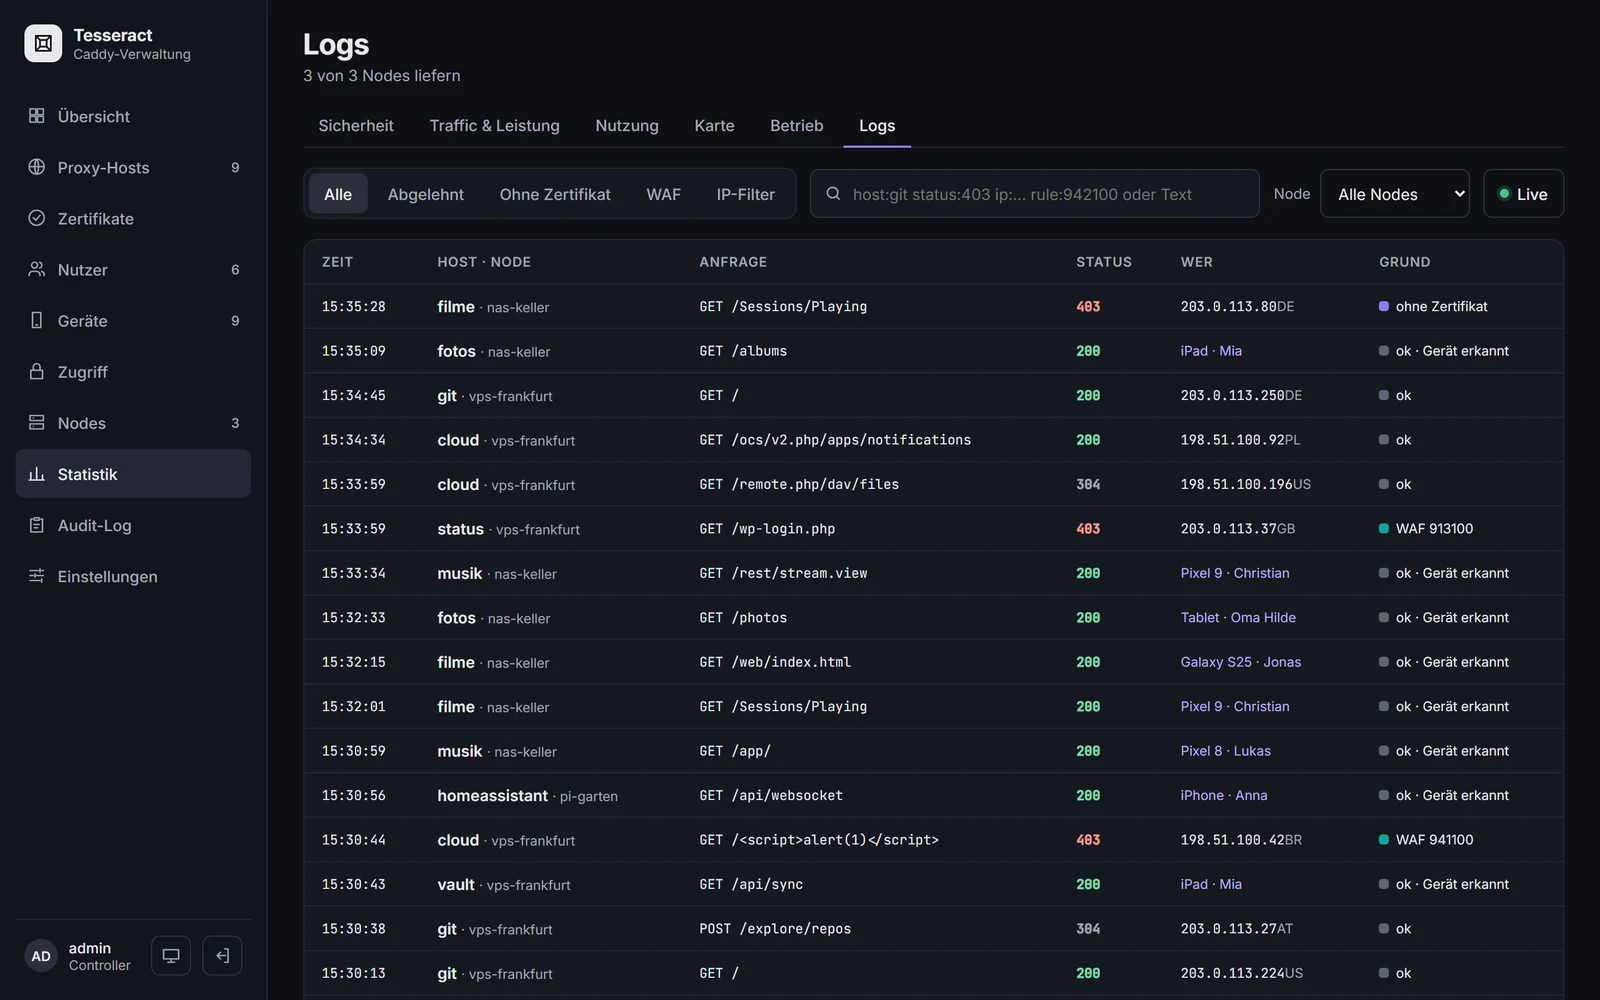 Tesseract
Caddy-Verwaltung
Übersicht
Proxy-Hosts 9
Zertifikate
Nutzer 6
Geräte 9
Zugriff
Nodes 3
Statistik
Audit-Log
Einstellungen
AD admin
Controller
Logs
3 von 3 Nodes liefern
Sicherheit Traffic & Leistung Nutzung Karte Betrieb Logs
Alle Abgelehnt Ohne Zertifikat WAF IP-Filter host:git status:403 ip:... rule:942100 oder Text Node Alle Nodes Live
ZEIT HOST · NODE ANFRAGE STATUS WER GRUND
15:35:28 filme · nas-keller GET /Sessions/Playing 403 203.0.113.80DE ohne Zertifikat
15:35:09 fotos · nas-keller GET /albums 200 iPad · Mia ok · Gerät erkannt
15:34:45 git · vps-frankfurt GET / 200 203.0.113.250DE ok
15:34:34 cloud · vps-frankfurt GET /ocs/v2.php/apps/notifications 200 198.51.100.92PL ok
15:33:59 cloud · vps-frankfurt GET /remote.php/dav/files 304 198.51.100.196US ok
15:33:59 status · vps-frankfurt GET /wp-login.php 403 203.0.113.37GB WAF 913100
15:33:34 musik · nas-keller GET /rest/stream.view 200 Pixel 9 · Christian ok · Gerät erkannt
15:32:33 fotos · nas-keller GET /photos 200 Tablet · Oma Hilde ok · Gerät erkannt
15:32:15 filme · nas-keller GET /web/index.html 200 Galaxy S25 · Jonas ok · Gerät erkannt
15:32:01 filme · nas-keller GET /Sessions/Playing 200 Pixel 9 · Christian ok · Gerät erkannt
15:30:59 musik · nas-keller GET /app/ 200 Pixel 8 · Lukas ok · Gerät erkannt
15:30:56 homeassistant · pi-garten GET /api/websocket 200 iPhone · Anna ok · Gerät erkannt
15:30:44 cloud · vps-frankfurt GET /<script>alert(1)</script> 403 198.51.100.42BR WAF 941100
15:30:43 vault · vps-frankfurt GET /api/sync 200 iPad · Mia ok · Gerät erkannt
15:30:38 git · vps-frankfurt POST /explore/repos 304 203.0.113.27AT ok
15:30:13 git · vps-frankfurt GET / 200 203.0.113.224US ok